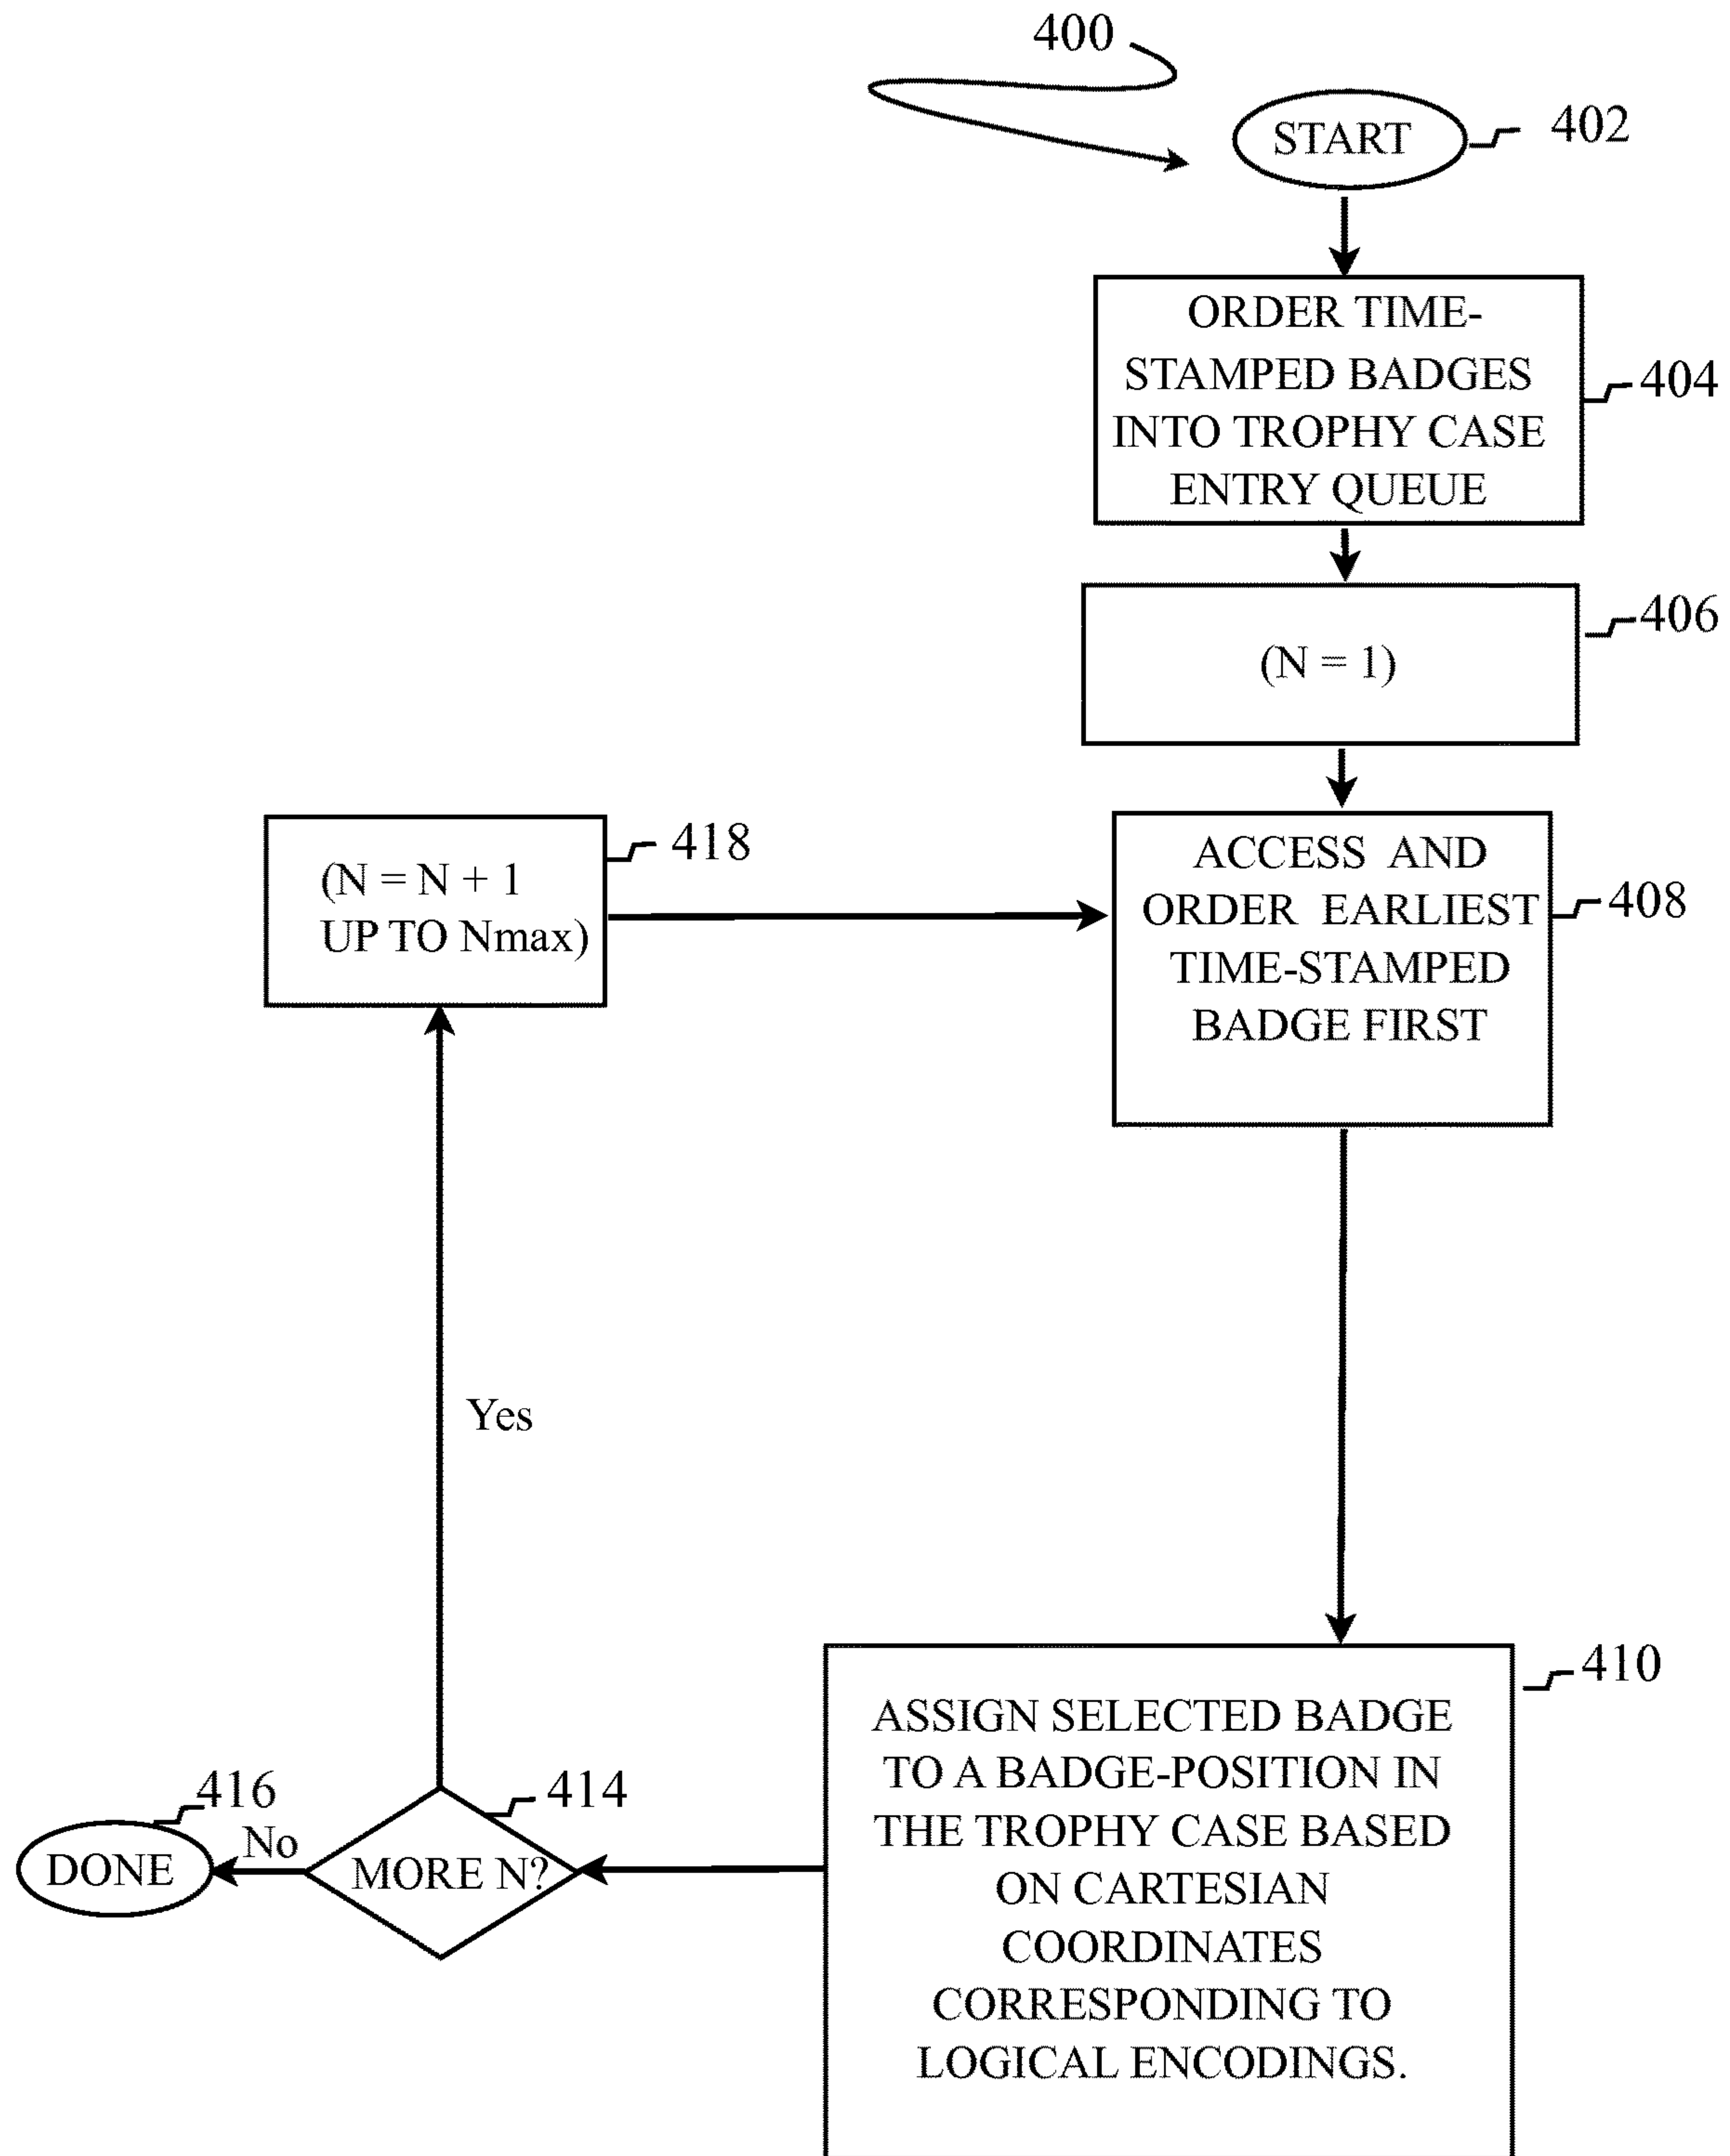 400
START
402
ORDER TIME-
STAMPED BADGES
INTO TROPHY CASE
ENTRY QUEUE
404
(N = 1)
406
ACCESS AND
ORDER EARLIEST
TIME-STAMPED
BADGE FIRST
408
(N = N + 1
UP TO Nmax)
418
Yes
ASSIGN SELECTED BADGE
TO A BADGE-POSITION IN
THE TROPHY CASE BASED
ON CARTESIAN
COORDINATES
CORRESPONDING TO
LOGICAL ENCODINGS.
410
MORE N?
414
No
DONE
416